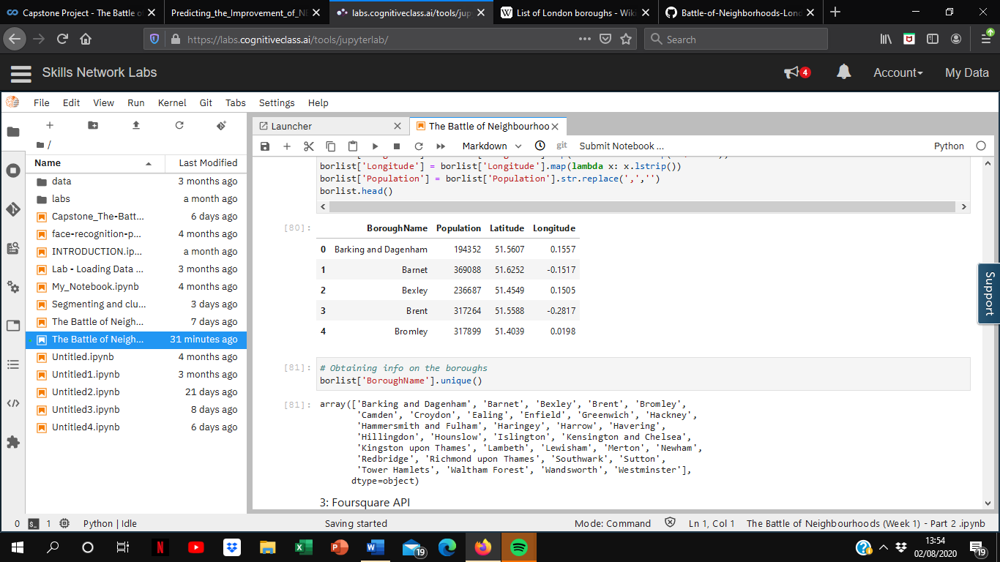 Capstone Project - The Battle of
Predicting_the_Improvement_of_NB
labs.cognitiveclass.ai/tools/jup
List of London boroughs - Wiki
Battle-of-Neighborhoods-Lond
https://labs.cognitiveclass.ai/tools/jupyterlab/
Search
Skills Network Labs
4
Account
My Data
File Edit View Run Kernel Git Tabs Settings Help
/
Name Last Modified
data 3 months ago
labs a month ago
Capstone_The-Batt... 6 days ago
face-recognition-p... 4 months ago
INTRODUCTION.ip... a month ago
Lab - Loading Data ... 3 months ago
My_Notebook.ipynb 4 months ago
Segmenting and clu... 3 days ago
The Battle of Neigh... 7 days ago
The Battle of Neigh... 31 minutes ago
Untitled.ipynb 4 months ago
Untitled1.ipynb 3 months ago
Untitled2.ipynb 21 days ago
Untitled3.ipynb 8 days ago
Untitled4.ipynb 6 days ago
Launcher
The Battle of Neighbourhoo
Markdown
git
Submit Notebook ...
Python
borlist['Longitude'] = borlist['Longitude'].map(lambda x: x.lstrip())
borlist['Population'] = borlist['Population'].str.replace(',','')
borlist.head()
[80]:
BoroughName Population Latitude Longitude
0 Barking and Dagenham 194352 51.5607 0.1557
1 Barnet 369088 51.6252 -0.1517
2 Bexley 236687 51.4549 0.1505
3 Brent 317264 51.5588 -0.2817
4 Bromley 317899 51.4039 0.0198
[81]: # Obtaining info on the boroughs
borlist['BoroughName'].unique()
[81]: array(['Barking and Dagenham', 'Barnet', 'Bexley', 'Brent', 'Bromley',
'Camden', 'Croydon', 'Ealing', 'Enfield', 'Greenwich', 'Hackney',
'Hammersmith and Fulham', 'Haringey', 'Harrow', 'Havering',
'Hillingdon', 'Hounslow', 'Islington', 'Kensington and Chelsea',
'Kingston upon Thames', 'Lambeth', 'Lewisham', 'Merton', 'Newham',
'Redbridge', 'Richmond upon Thames', 'Southwark', 'Sutton',
'Tower Hamlets', 'Waltham Forest', 'Wandsworth', 'Westminster'],
dtype=object)
3: Foursquare API
Support
0 1 Python | Idle
Saving started
Mode: Command
Ln 1, Col 1
The Battle of Neighbourhoods (Week 1) - Part 2 .ipynb
19
13:54
02/08/2020
19